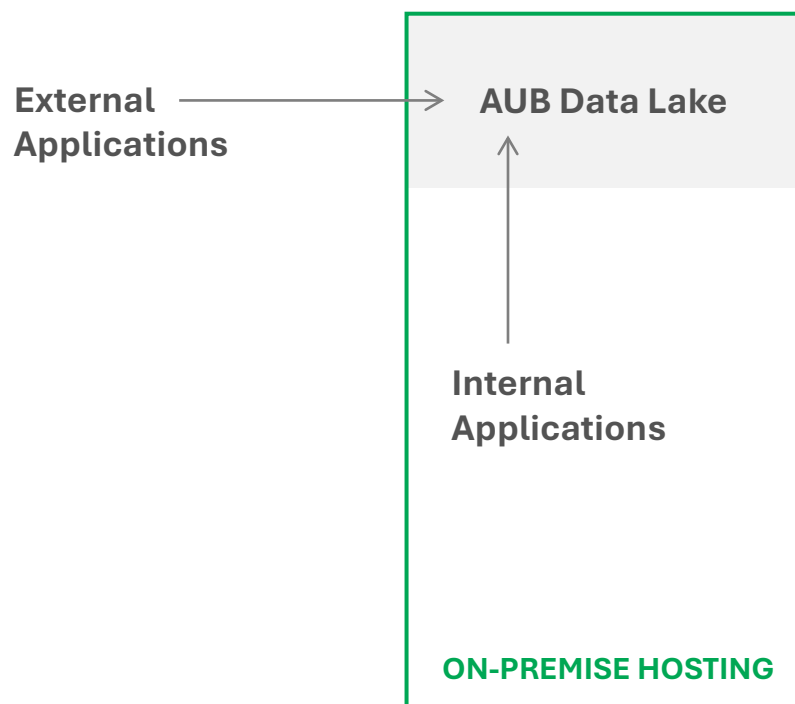 External
Applications
AUB Data Lake
Internal
Applications
ON-PREMISE HOSTING